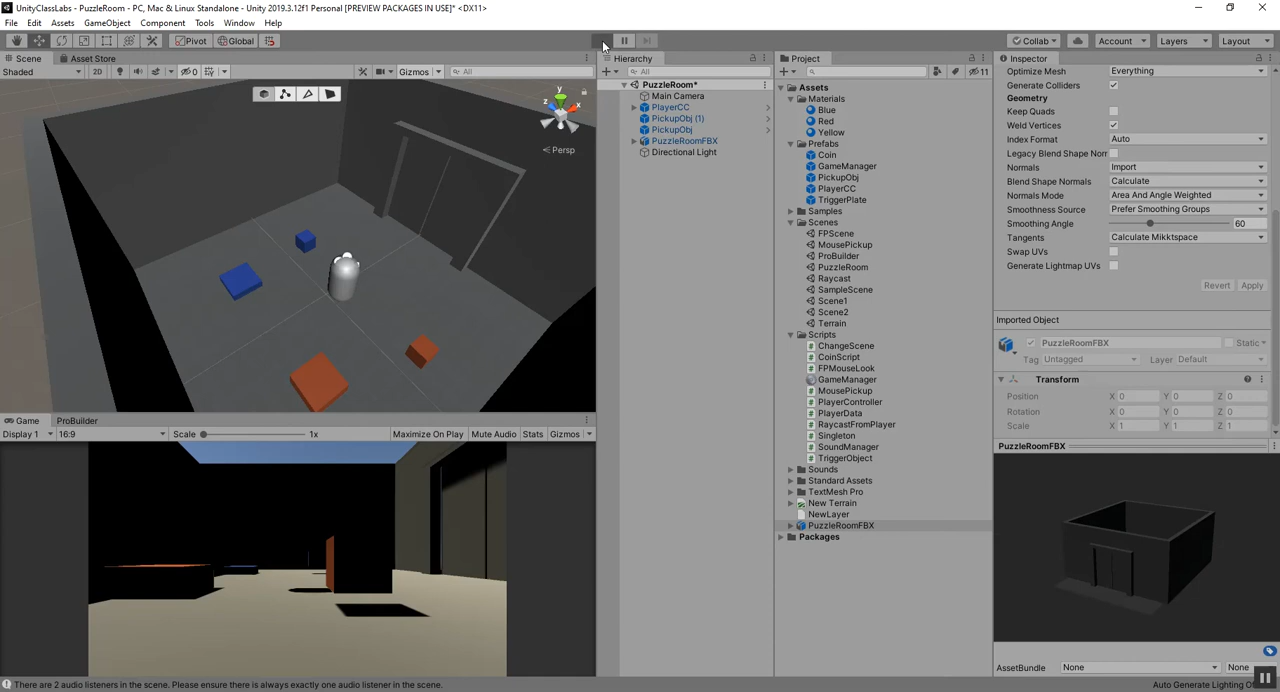 UnityClassLabs - PuzzleRoom - PC, Mac & Linux Standalone - Unity 2019.3.12f1 Personal [PREVIEW PACKAGES IN USE]* <DX11>
File Edit Assets GameObject Component Tools Window Help
Pivot Global Collab Account Layers Layout
Scene Asset Store
Shaded 2D 0 Gizmos All
y
z x
Persp
Game ProBuilder
Display 1 16:9 Scale 1x Maximize On Play Mute Audio Stats Gizmos
Hierarchy
All
PuzzleRoom*
Main Camera
PlayerCC
PickupObj (1)
PickupObj
PuzzleRoomFBX
Directional Light
Project
11
Assets
Materials
Blue
Red
Yellow
Prefabs
Coin
GameManager
PickupObj
PlayerCC
TriggerPlate
Samples
Scenes
FPScene
MousePickup
ProBuilder
PuzzleRoom
Raycast
SampleScene
Scene1
Scene2
Terrain
Scripts
ChangeScene
CoinScript
FPMouseLook
GameManager
MousePickup
PlayerController
PlayerData
RaycastFromPlayer
Singleton
SoundManager
TriggerObject
Sounds
Standard Assets
TextMesh Pro
New Terrain
NewLayer
PuzzleRoomFBX
Packages
Inspector
Optimize Mesh Everything
Generate Colliders
Geometry
Keep Quads
Weld Vertices
Index Format Auto
Legacy Blend Shape Norr
Normals Import
Blend Shape Normals Calculate
Normals Mode Area And Angle Weighted
Smoothness Source Prefer Smoothing Groups
Smoothing Angle 60
Tangents Calculate Mikktspace
Swap UVs
Generate Lightmap UVs
Revert Apply
Imported Object
PuzzleRoomFBX Static
Tag Untagged Layer Default
Transform
Position X 0 Y 0 Z 0
Rotation X 0 Y 0 Z 0
Scale X 1 Y 1 Z 1
PuzzleRoomFBX
AssetBundle None None
There are 2 audio listeners in the scene. Please ensure there is always exactly one audio listener in the scene.
Auto Generate Lighting O